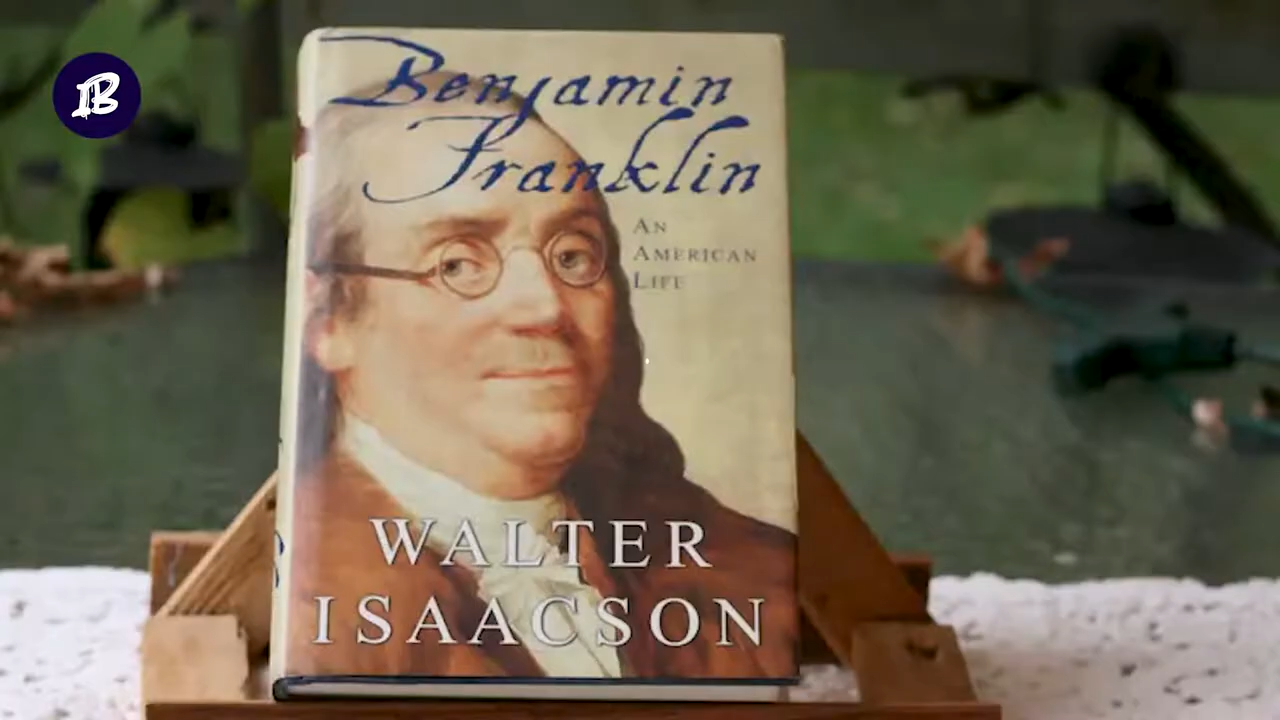 B
Benjamin
Franklin
AN
AMERICAN
LIFE
WALTER
ISAACSON